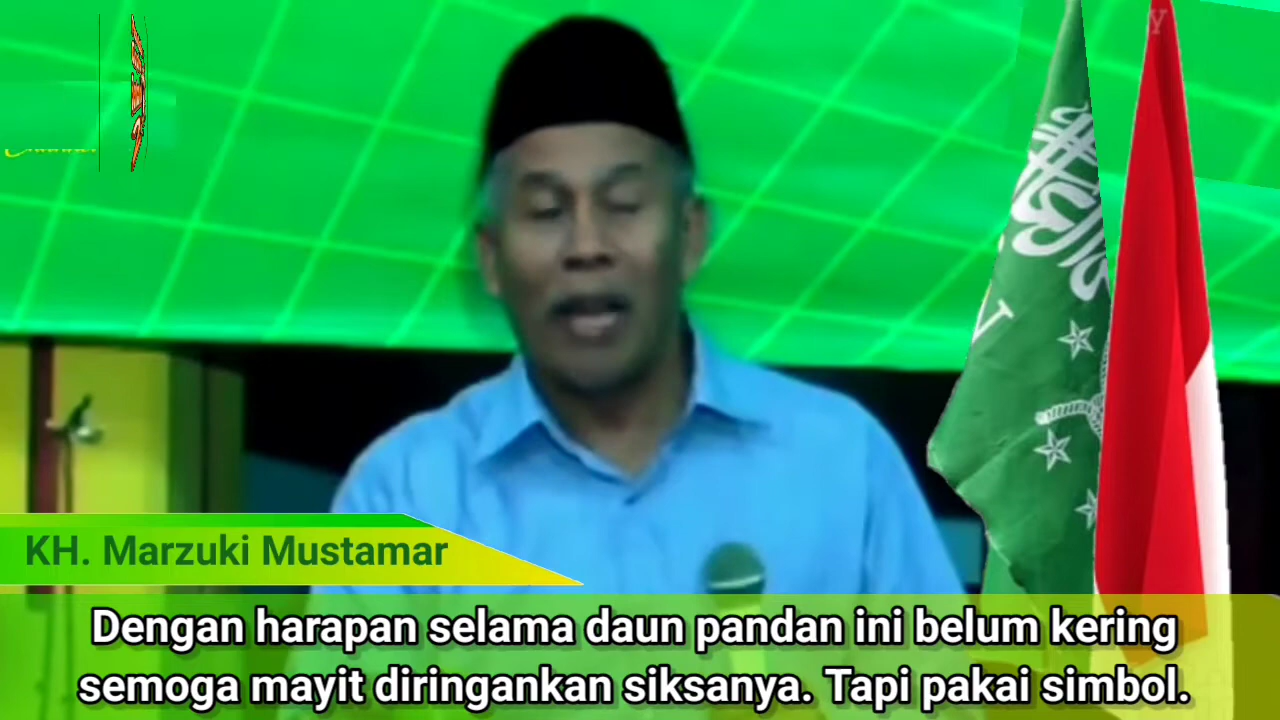 KH. Marzuki Mustamar
Dengan harapan selama daun pandan ini belum kering
semoga mayit diringankan siksanya. Tapi pakai simbol.